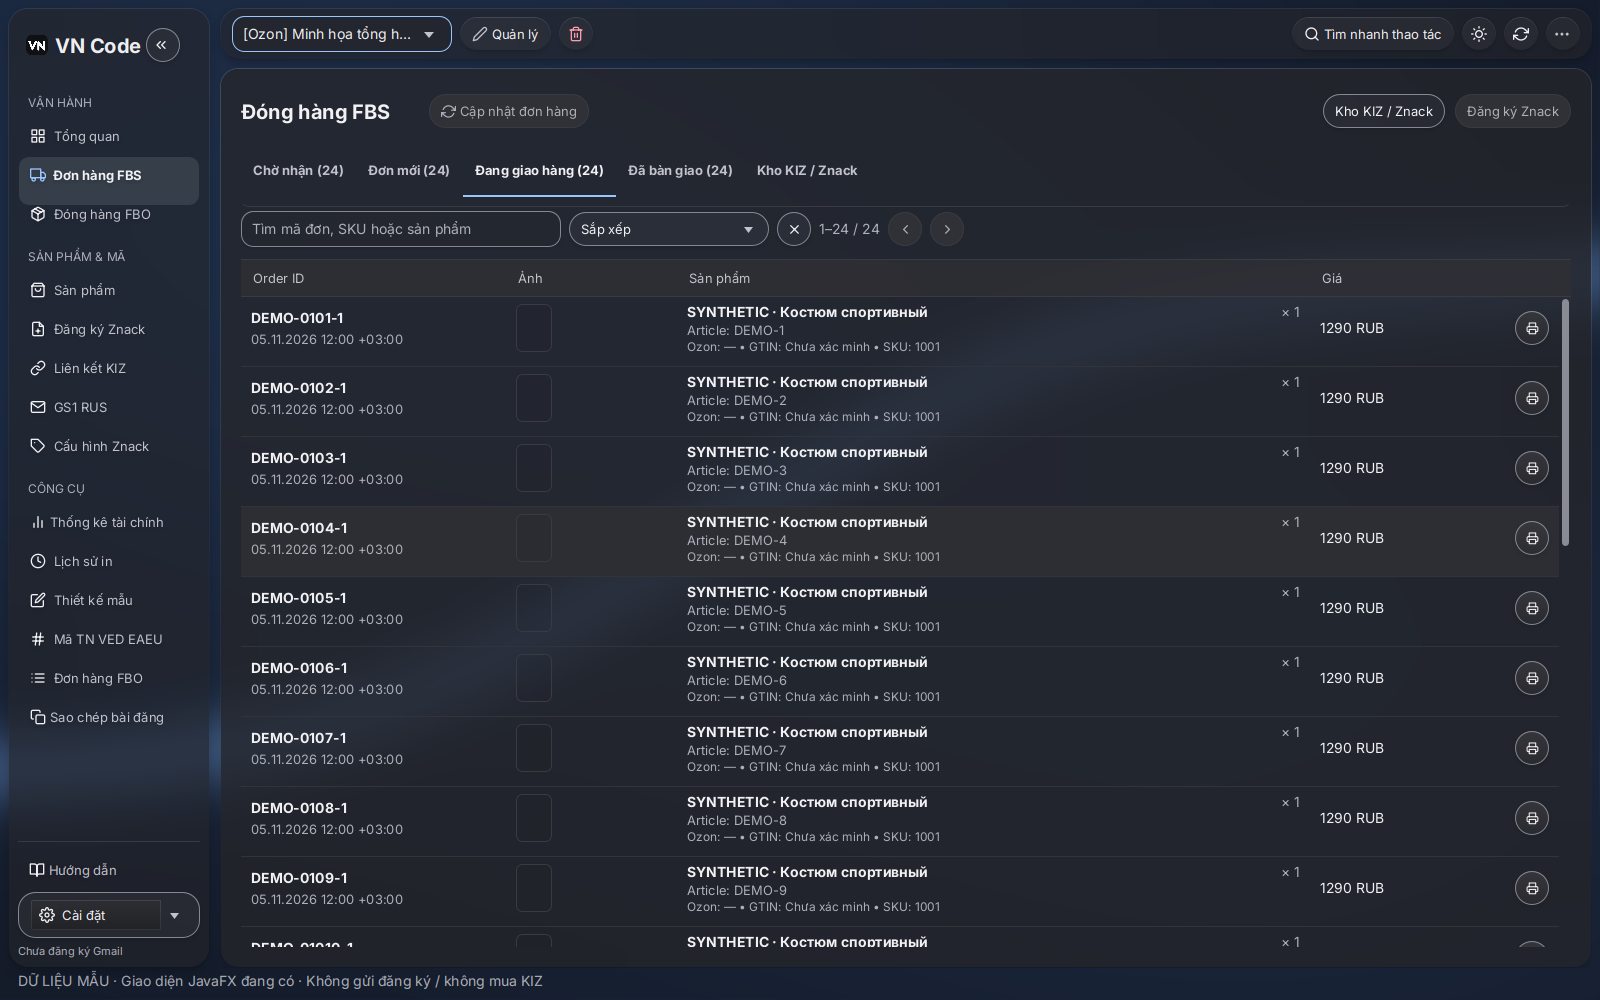 VN VN Code
VẬN HÀNH
Tổng quan
Đơn hàng FBS
Đóng hàng FBO
SẢN PHẨM & MÃ
Sản phẩm
Đăng ký Znack
Liên kết KIZ
GS1 RUS
Cấu hình Znack
CÔNG CỤ
Thống kê tài chính
Lịch sử in
Thiết kế mẫu
Mã TN VED EAEU
Đơn hàng FBO
Sao chép bài đăng
Hướng dẫn
Cài đặt
Chưa đăng ký Gmail
[Ozon] Minh họa tổng h... Quản lý Tìm nhanh thao tác
Đóng hàng FBS Cập nhật đơn hàng Kho KIZ / Znack Đăng ký Znack
Chờ nhận (24) Đơn mới (24) Đang giao hàng (24) Đã bàn giao (24) Kho KIZ / Znack
Tìm mã đơn, SKU hoặc sản phẩm Sắp xếp 1–24 / 24
Order ID Ảnh Sản phẩm Giá
DEMO-0101-1
05.11.2026 12:00 +03:00
SYNTHETIC · Костюм спортивный × 1
Article: DEMO-1
Ozon: — • GTIN: Chưa xác minh • SKU: 1001
1290 RUB
DEMO-0102-1
05.11.2026 12:00 +03:00
SYNTHETIC · Костюм спортивный × 1
Article: DEMO-2
Ozon: — • GTIN: Chưa xác minh • SKU: 1001
1290 RUB
DEMO-0103-1
05.11.2026 12:00 +03:00
SYNTHETIC · Костюм спортивный × 1
Article: DEMO-3
Ozon: — • GTIN: Chưa xác minh • SKU: 1001
1290 RUB
DEMO-0104-1
05.11.2026 12:00 +03:00
SYNTHETIC · Костюм спортивный × 1
Article: DEMO-4
Ozon: — • GTIN: Chưa xác minh • SKU: 1001
1290 RUB
DEMO-0105-1
05.11.2026 12:00 +03:00
SYNTHETIC · Костюм спортивный × 1
Article: DEMO-5
Ozon: — • GTIN: Chưa xác minh • SKU: 1001
1290 RUB
DEMO-0106-1
05.11.2026 12:00 +03:00
SYNTHETIC · Костюм спортивный × 1
Article: DEMO-6
Ozon: — • GTIN: Chưa xác minh • SKU: 1001
1290 RUB
DEMO-0107-1
05.11.2026 12:00 +03:00
SYNTHETIC · Костюм спортивный × 1
Article: DEMO-7
Ozon: — • GTIN: Chưa xác minh • SKU: 1001
1290 RUB
DEMO-0108-1
05.11.2026 12:00 +03:00
SYNTHETIC · Костюм спортивный × 1
Article: DEMO-8
Ozon: — • GTIN: Chưa xác minh • SKU: 1001
1290 RUB
DEMO-0109-1
05.11.2026 12:00 +03:00
SYNTHETIC · Костюм спортивный × 1
Article: DEMO-9
Ozon: — • GTIN: Chưa xác minh • SKU: 1001
1290 RUB
DEMO-01010-1
SYNTHETIC · Костюм спортивный × 1
DỮ LIỆU MẪU · Giao diện JavaFX đang có · Không gửi đăng ký / không mua KIZ